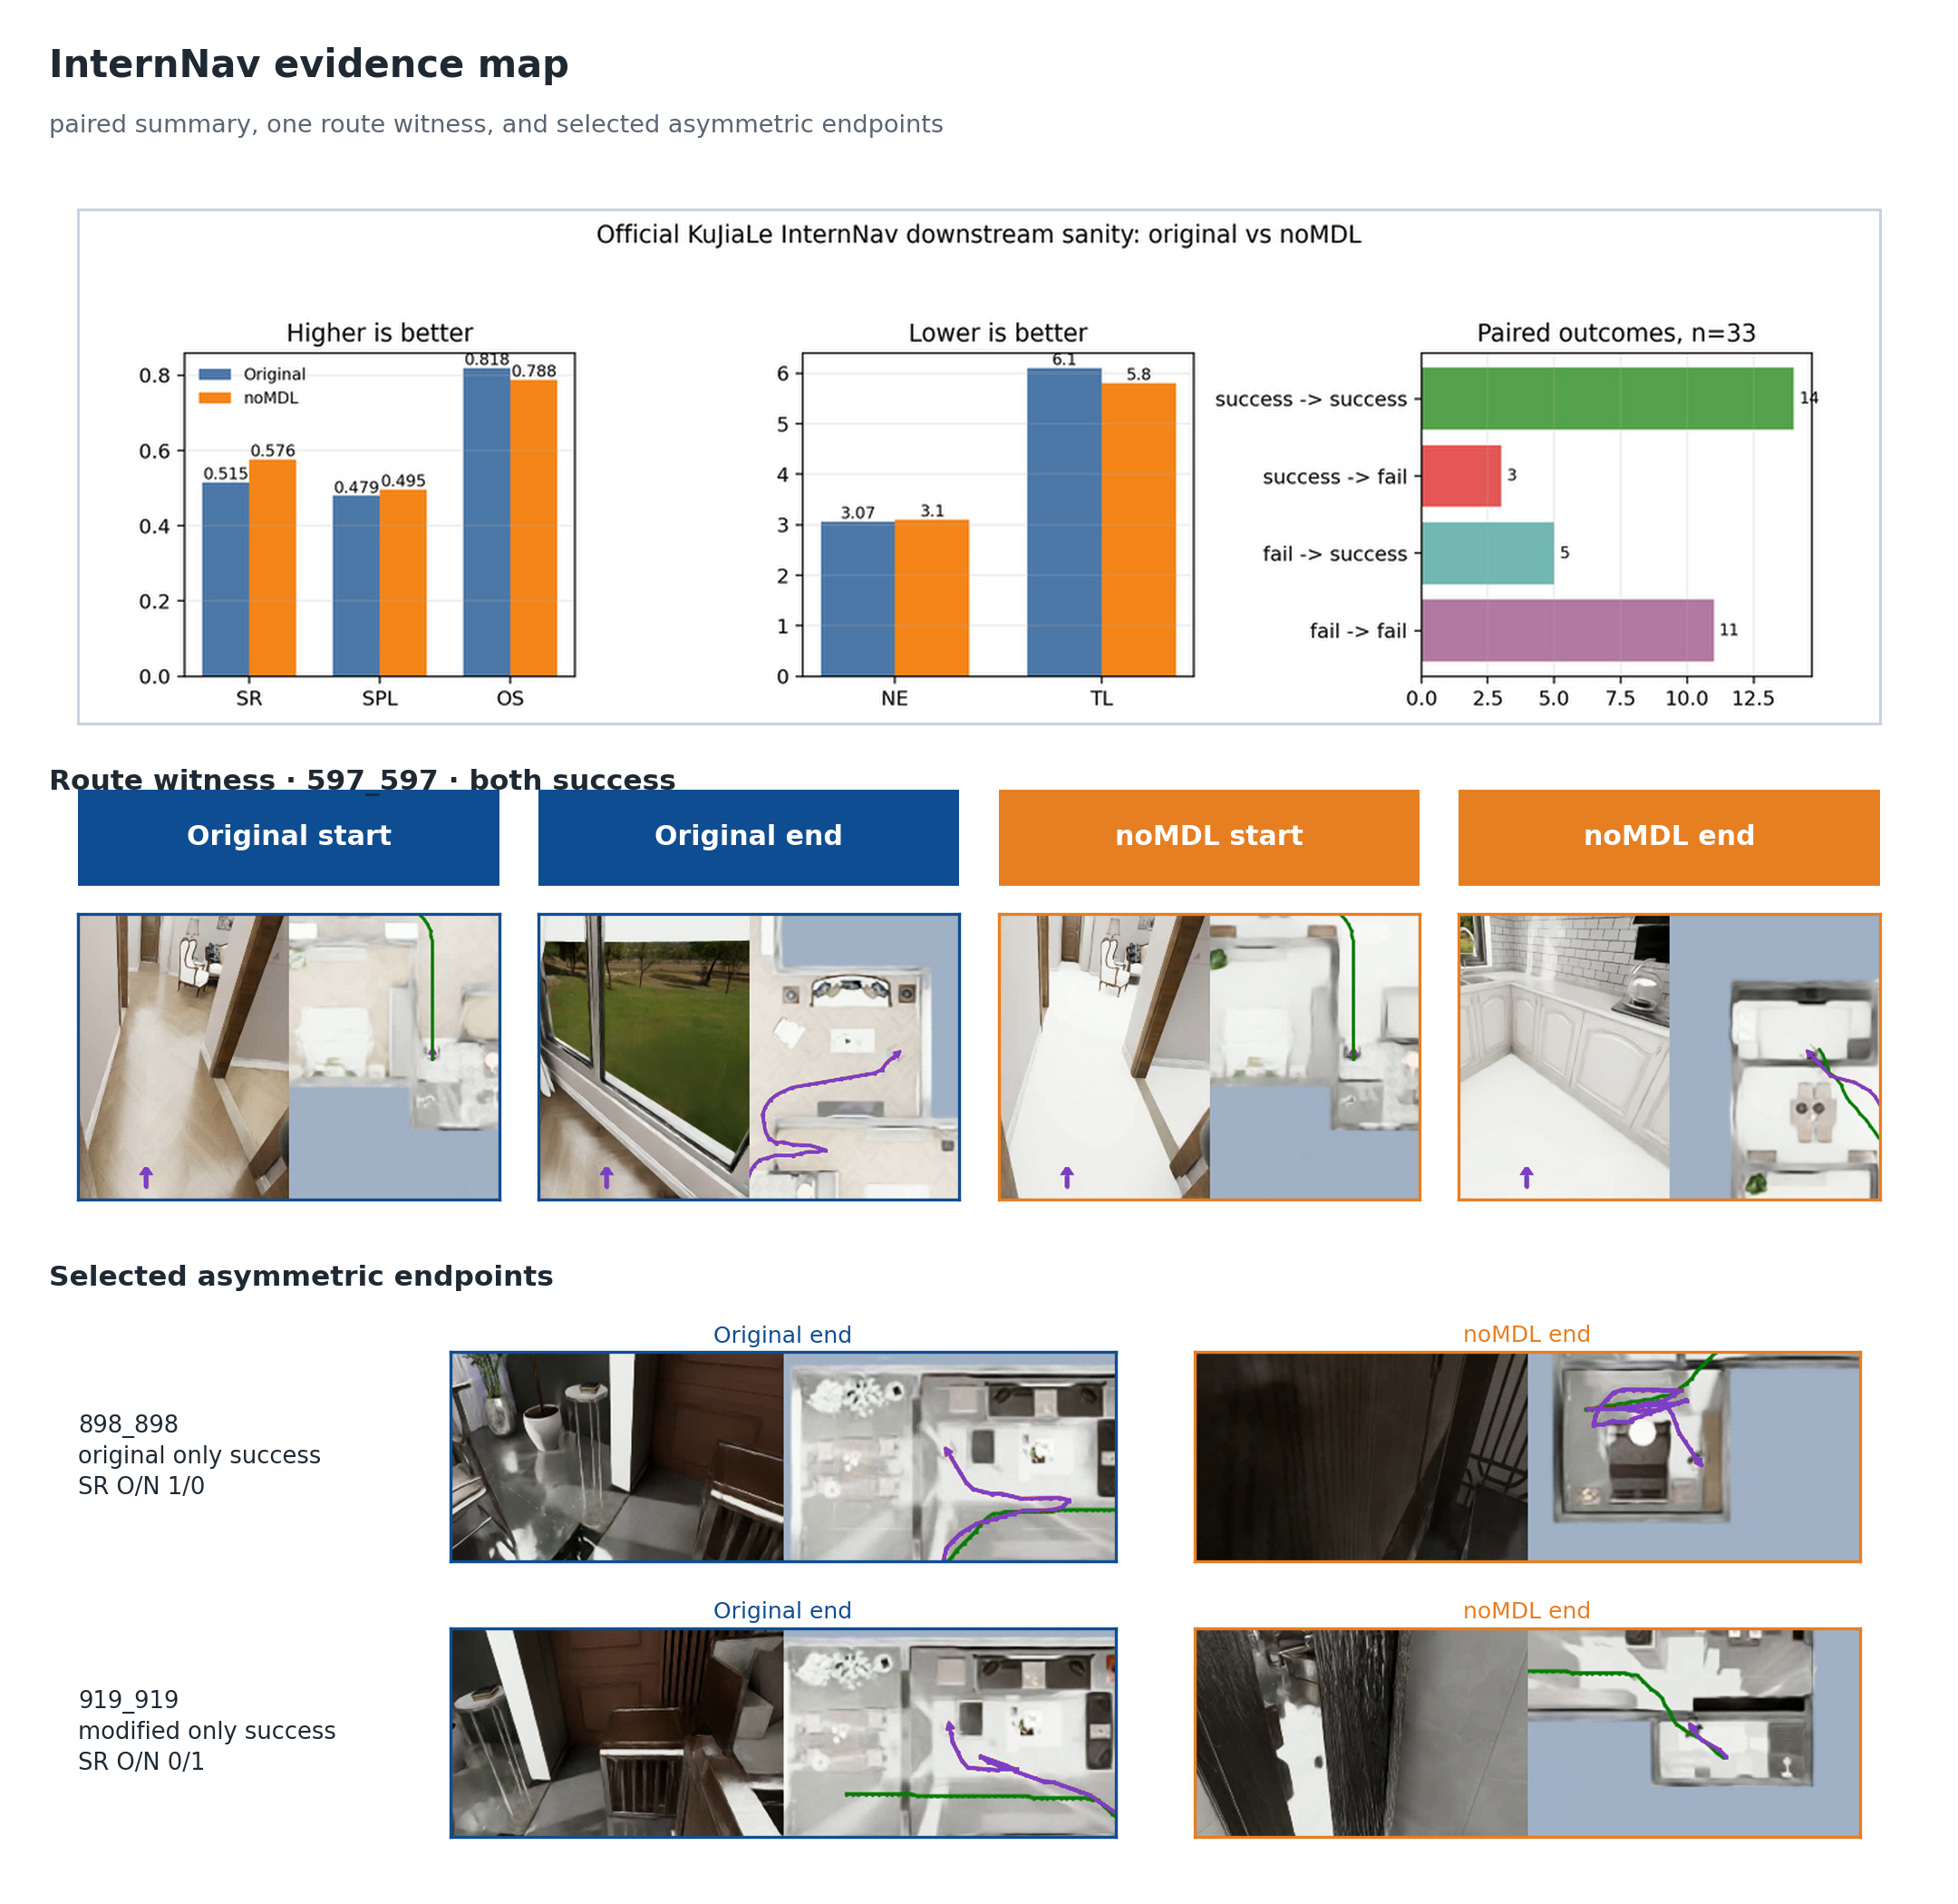 InternNav evidence map
paired summary, one route witness, and selected asymmetric endpoints
Official KuJiaLe InternNav downstream sanity: original vs noMDL
Higher is better
Original
noMDL
0.515
0.576
0.479
0.495
0.818
0.788
0.8
0.6
0.4
0.2
0.0
SR SPL OS
Lower is better
3.07
3.1
6.1
5.8
6
5
4
3
2
1
0
NE TL
Paired outcomes, n=33
success -> success 14
success -> fail 3
fail -> success 5
fail -> fail 11
0.0 2.5 5.0 7.5 10.0 12.5
Route witness · 597_597 · both success
Original start Original end noMDL start noMDL end
Selected asymmetric endpoints
Original end noMDL end
898_898
original only success
SR O/N 1/0
Original end noMDL end
919_919
modified only success
SR O/N 0/1